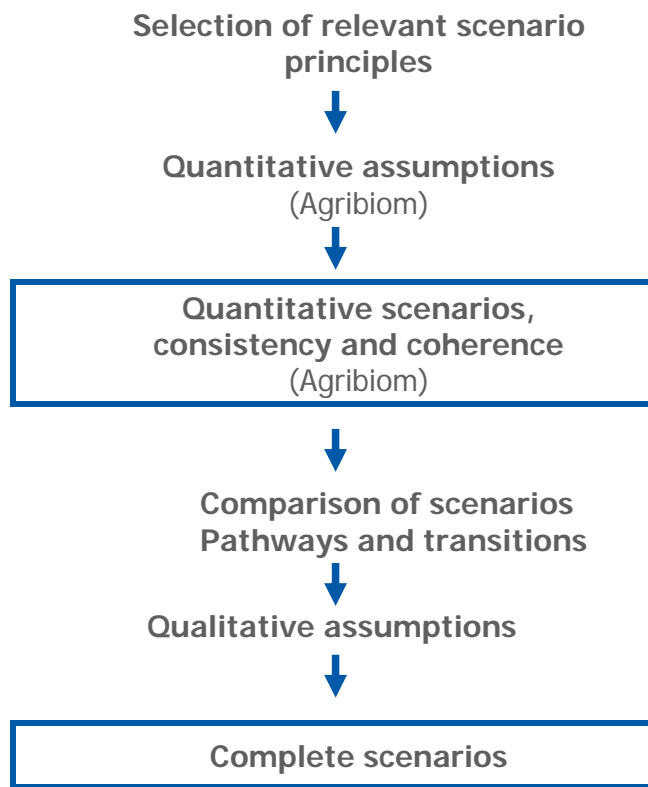 Selection of relevant scenario
principles
Quantitative assumptions
(Agribiom)
Quantitative scenarios,
consistency and coherence
(Agribiom)
Comparison of scenarios
Pathways and transitions
Qualitative assumptions
Complete scenarios